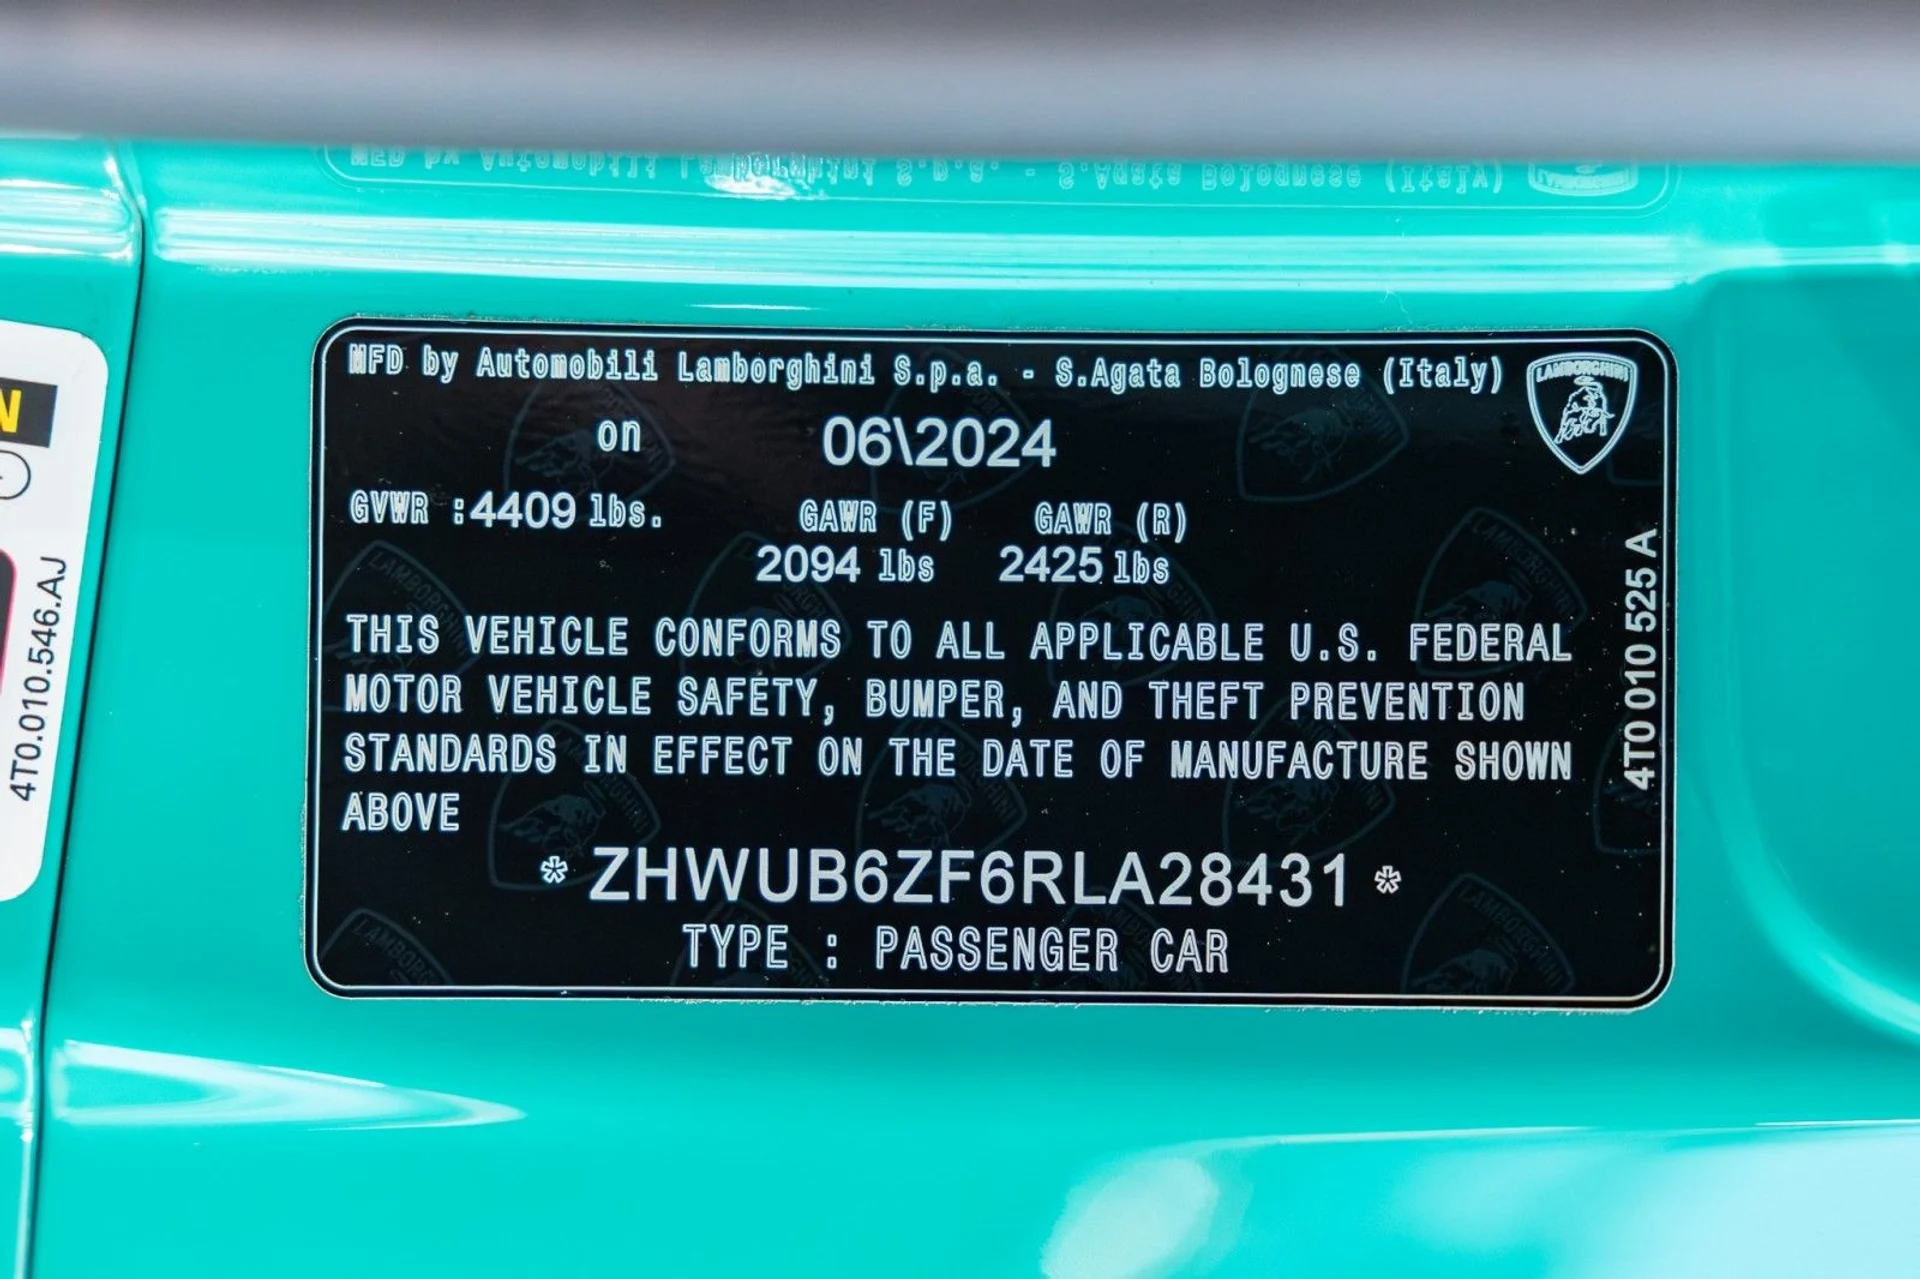 MFD by Automobili Lamborghini S.p.a. - S.Agata Bolognese (Italy)
LAMBORGHINI
on 06\2024
GVWR :4409 lbs. GAWR (F) GAWR (R)
2094 lbs 2425 lbs
THIS VEHICLE CONFORMS TO ALL APPLICABLE U.S. FEDERAL
MOTOR VEHICLE SAFETY, BUMPER, AND THEFT PREVENTION
STANDARDS IN EFFECT ON THE DATE OF MANUFACTURE SHOWN
ABOVE
* ZHWUB6ZF6RLA28431 *
TYPE : PASSENGER CAR
4T0 010 525 A
4T0.010.546.AJ
N